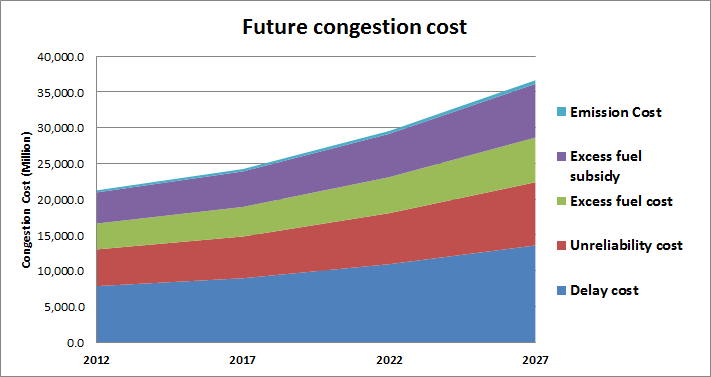 Future congestion cost
Congestion Cost (Million)
40,000.0
35,000.0
30,000.0
25,000.0
20,000.0
15,000.0
10,000.0
5,000.0
0.0
2012 2017 2022 2027
Emission Cost
Excess fuel
subsidy
Excess fuel cost
Unreliability cost
Delay cost